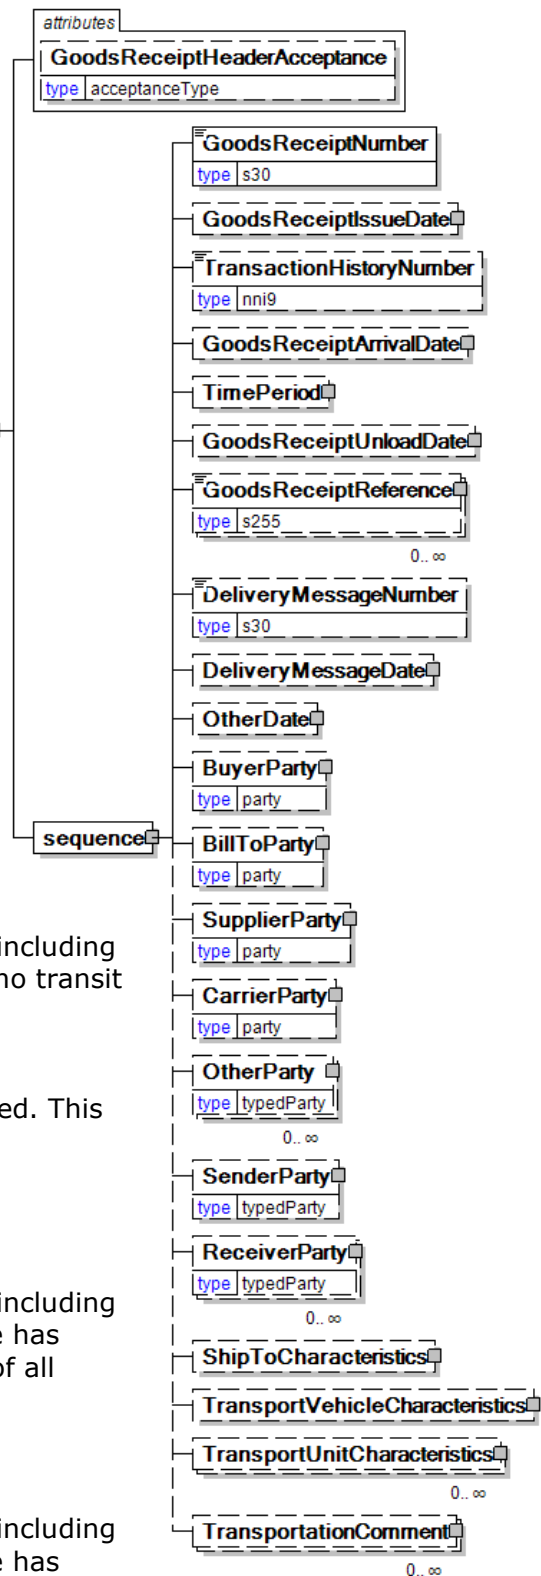 attributes
GoodsReceiptHeaderAcceptance
type acceptanceType
GoodsReceiptNumber
type s30
GoodsReceiptIssueDate
TransactionHistoryNumber
type nni9
GoodsReceiptArrivalDate
TimePeriod
GoodsReceiptUnloadDate
GoodsReceiptReference
type s255
0.. ∞
DeliveryMessageNumber
type s30
DeliveryMessageDate
OtherDate
BuyerParty
type party
sequence
BillToParty
type party
SupplierParty
type party
including
no transit
CarrierParty
type party
OtherParty
type typedParty
0.. ∞
ed. This
SenderParty
type typedParty
ReceiverParty
type typedParty
0.. ∞
including
e has
of all
ShipToCharacteristics
TransportVehicleCharacteristics
TransportUnitCharacteristics
0.. ∞
including
e has
TransportationComment
0.. ∞